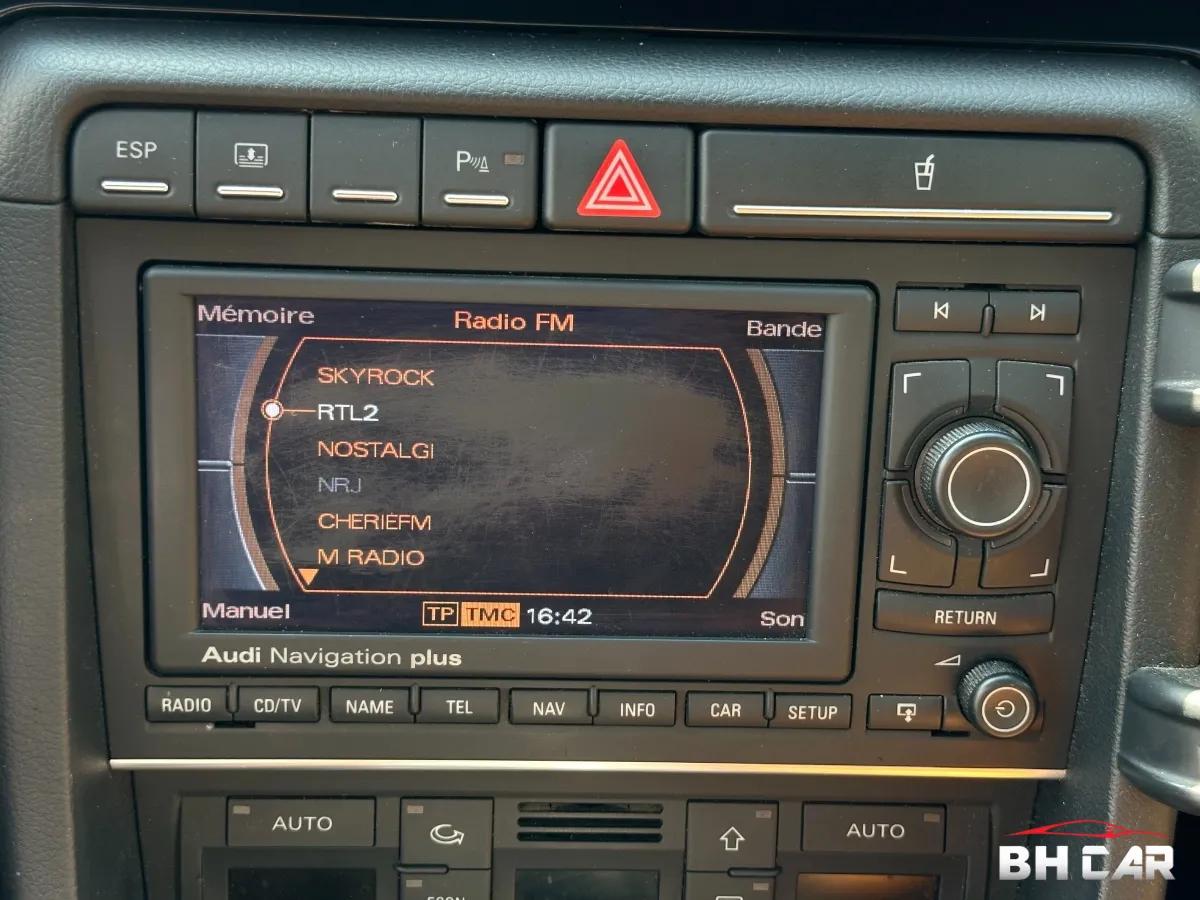 ESP
P
Mémoire Radio FM Bande
SKYROCK
RTL2
NOSTALGI
NRJ
CHERIEFM
M RADIO
Manuel TP TMC 16:42 Son
Audi Navigation plus
RETURN
RADIO CD/TV NAME TEL NAV INFO CAR SETUP
AUTO AUTO
BH CAR